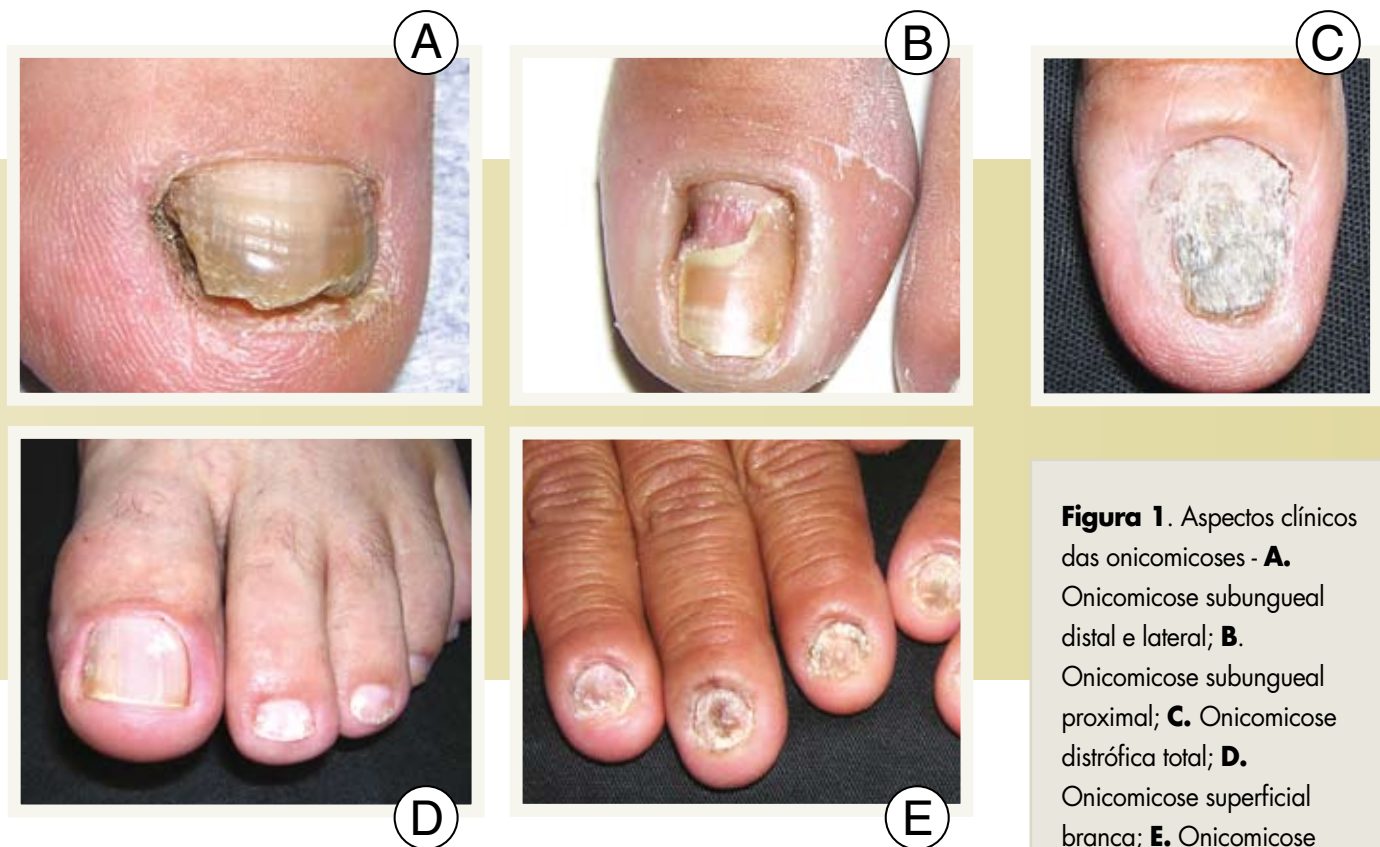 A
B
C
D
E
Figura 1. Aspectos clínicos
das onicomicoses - A.
Onicomicose subungueal
distal e lateral; B.
Onicomicose subungueal
proximal; C. Onicomicose
distrófica total; D.
Onicomicose superficial
branca; E. Onicomicose